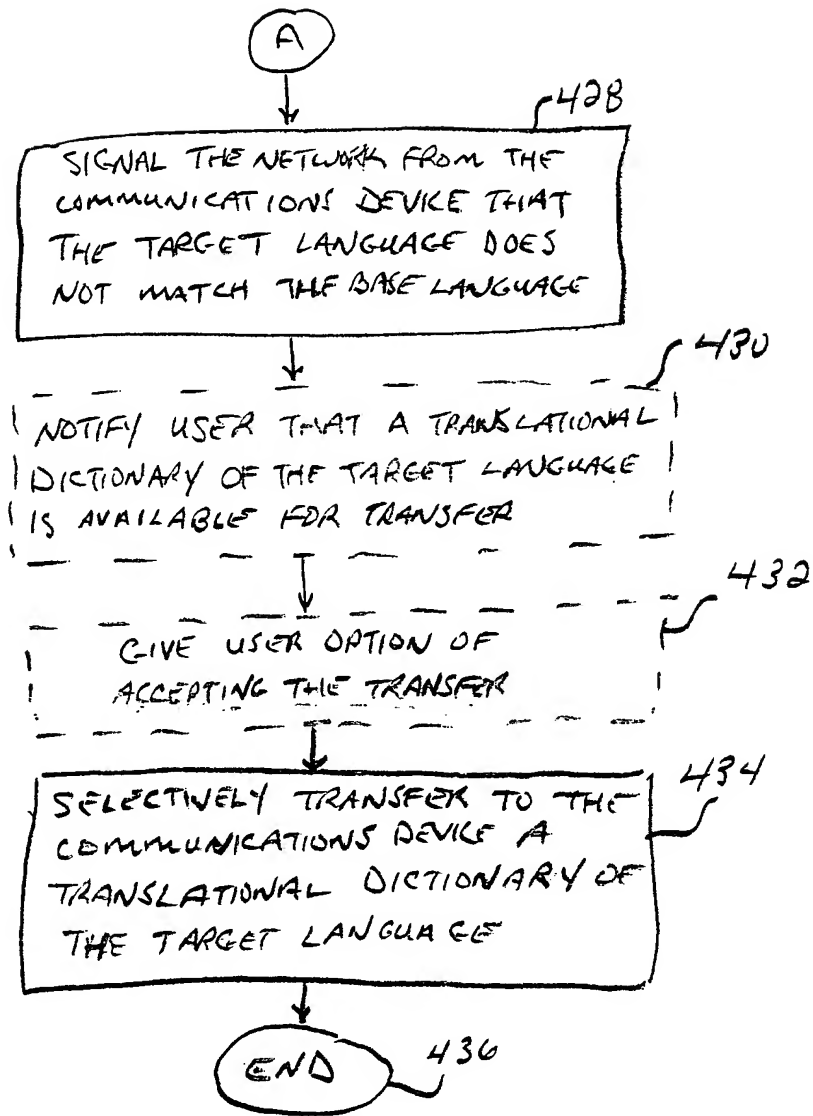 A
428
SIGNAL THE NETWORK FROM THE
COMMUNICATIONS DEVICE THAT
THE TARGET LANGUAGE DOES
NOT MATCH THE BASE LANGUAGE
430
NOTIFY USER THAT A TRANSLATIONAL
DICTIONARY OF THE TARGET LANGUAGE
IS AVAILABLE FOR TRANSFER
432
GIVE USER OPTION OF
ACCEPTING THE TRANSFER
434
SELECTIVELY TRANSFER TO THE
COMMUNICATIONS DEVICE A
TRANSLATIONAL DICTIONARY OF
THE TARGET LANGUAGE
END
436